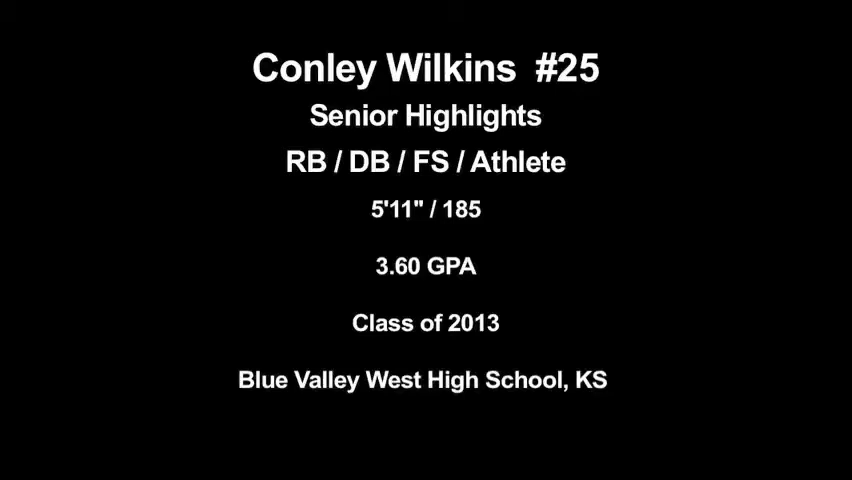 Conley Wilkins #25
Senior Highlights
RB / DB / FS / Athlete
5'11" / 185
3.60 GPA
Class of 2013
Blue Valley West High School, KS